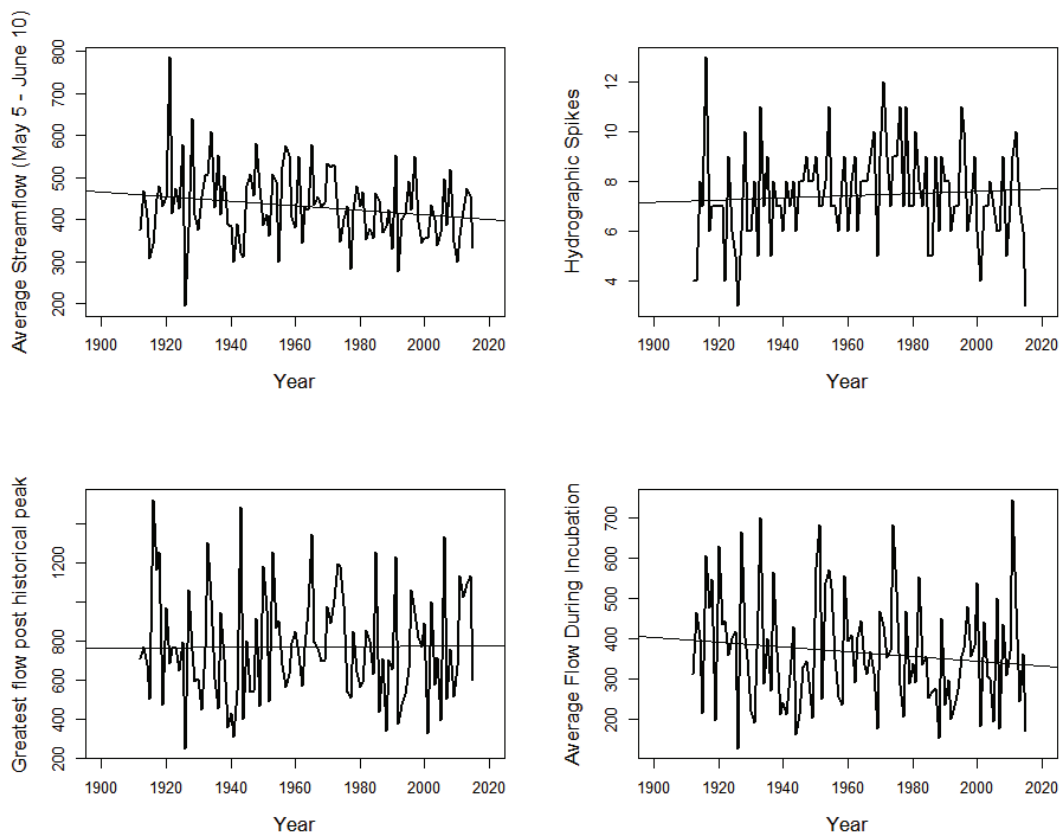 Average Streamflow (May 5 - June 10)
800
700
600
500
400
300
200
1900 1920 1940 1960 1980 2000 2020
Year
Hydrographic Spikes
12
10
8
6
4
1900 1920 1940 1960 1980 2000 2020
Year
Greatest flow post historical peak
1200
800
600
400
200
1900 1920 1940 1960 1980 2000 2020
Year
Average Flow During Incubation
700
600
500
400
300
200
1900 1920 1940 1960 1980 2000 2020
Year